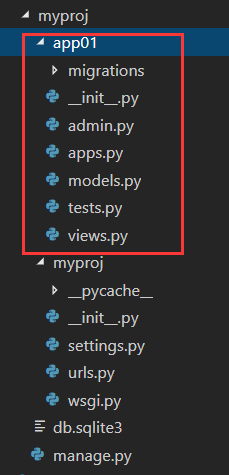 myproj
app01
migrations
__init__.py
admin.py
apps.py
models.py
tests.py
views.py
myproj
__pycache__
__init__.py
settings.py
urls.py
wsgi.py
db.sqlite3
manage.py